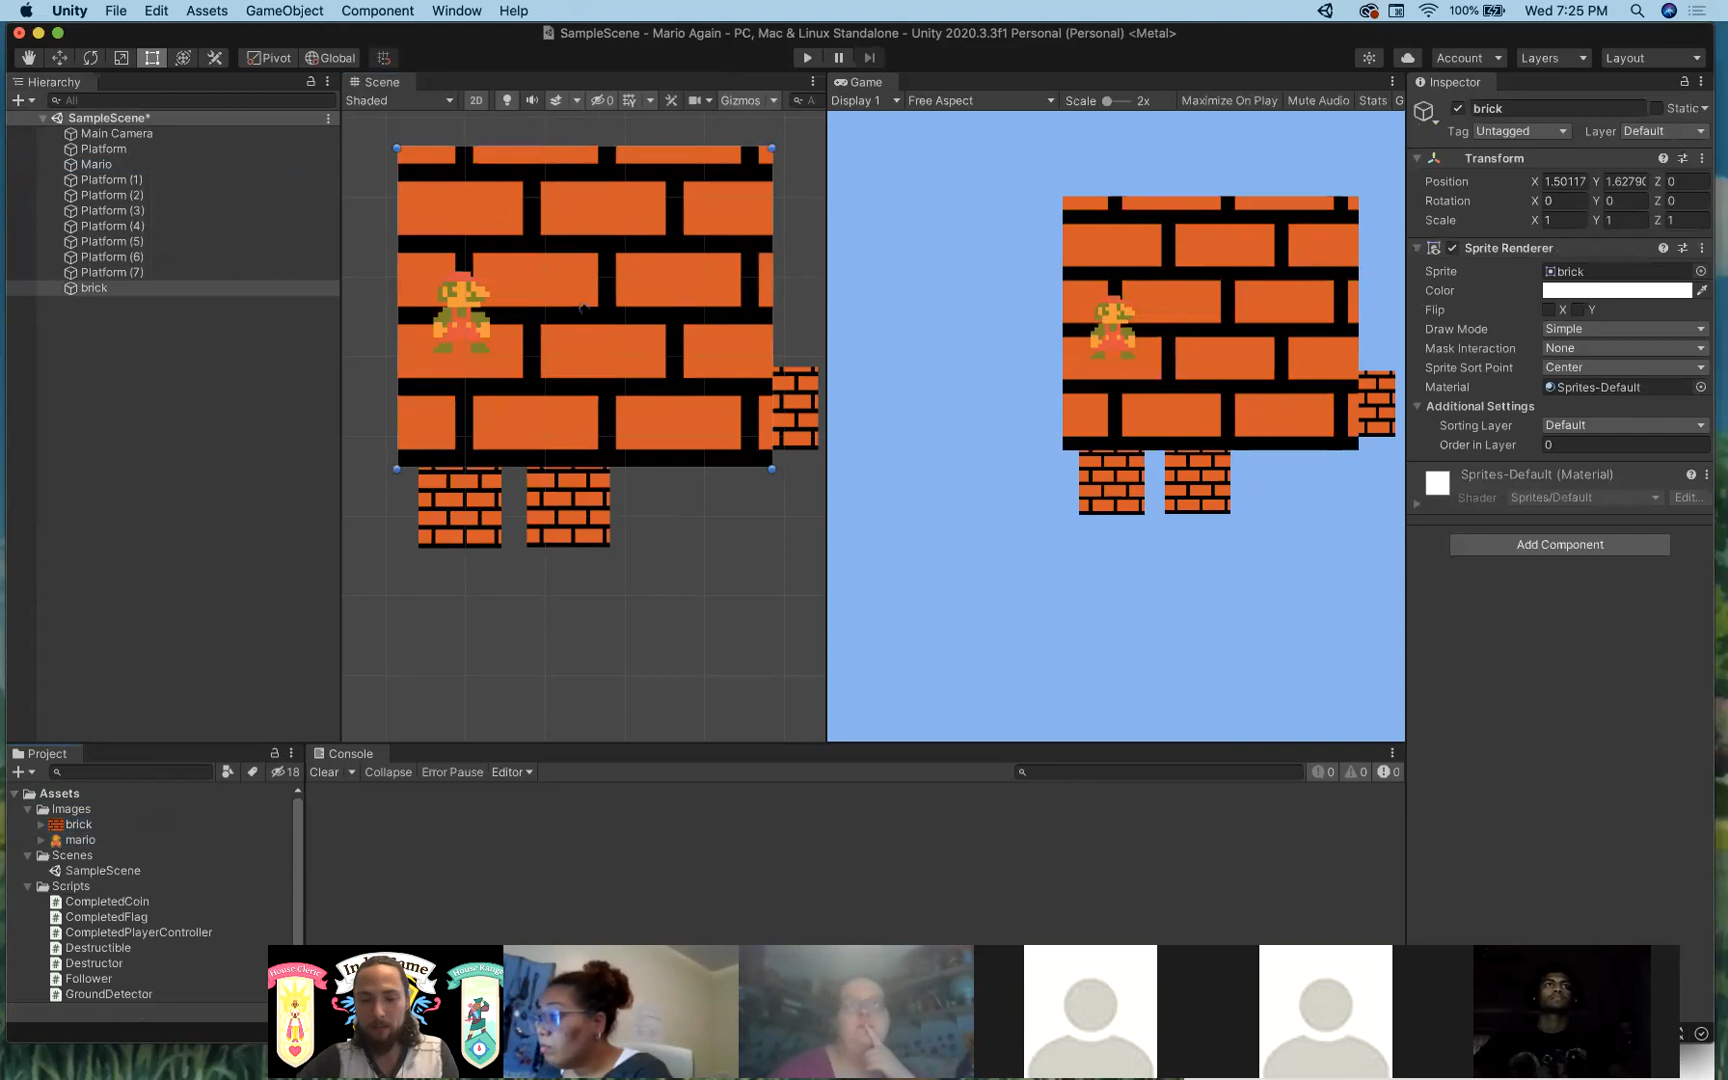 Unity File Edit Assets GameObject Component Window Help 100% Wed 7:25 PM
SampleScene - Mario Again - PC, Mac & Linux Standalone - Unity 2020.3.3f1 Personal (Personal) <Metal>
Pivot Global Account Layers Layout
Hierarchy Scene Game Inspector
All Shaded 2D 0 Gizmos A Display 1 Free Aspect Scale 2x Maximize On Play Mute Audio Stats G
brick Static
Tag Untagged Layer Default
SampleScene*
Main Camera
Platform
Mario
Platform (1)
Platform (2)
Platform (3)
Platform (4)
Platform (5)
Platform (6)
Platform (7)
brick
Transform
Position X 1.50117 Y 1.6279( Z 0
Rotation X 0 Y 0 Z 0
Scale X 1 Y 1 Z 1
Sprite Renderer
Sprite brick
Color
Flip X Y
Draw Mode Simple
Mask Interaction None
Sprite Sort Point Center
Material Sprites-Default
Additional Settings
Sorting Layer Default
Order in Layer 0
Sprites-Default (Material)
Shader Sprites/Default Edit...
Add Component
Project Console
18 Clear Collapse Error Pause Editor 0 0 0
Assets
Images
brick
mario
Scenes
SampleScene
Scripts
CompletedCoin
CompletedFlag
CompletedPlayerController
Destructible
Destructor
Follower
GroundDetector
House Cleric
House Range